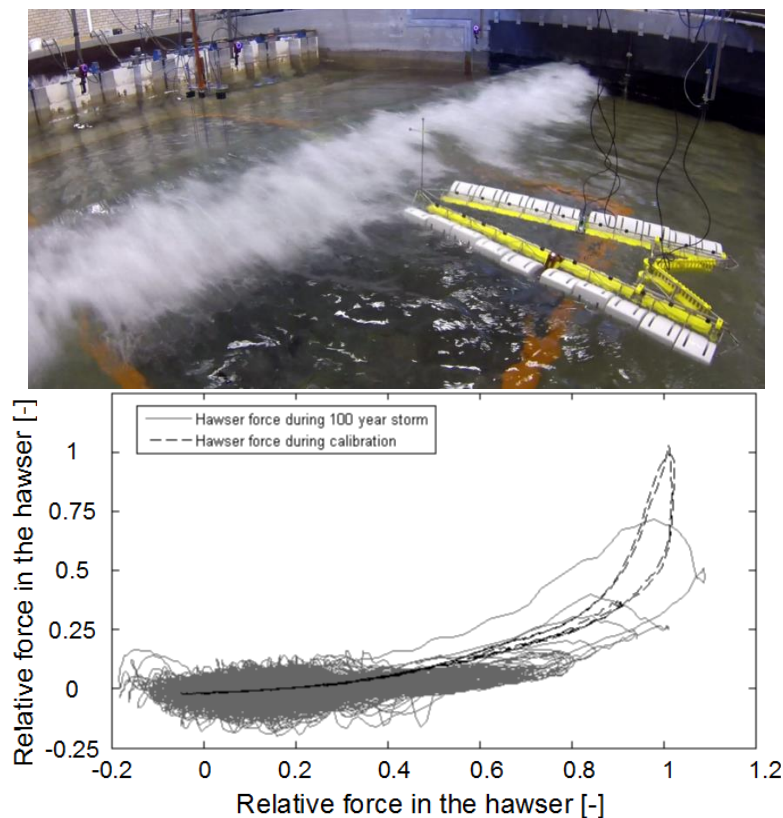 Relative force in the hawser [-]
Hawser force during 100 year storm
Hawser force during calibration
1
0.75
0.5
0.25
0
-0.25
-0.2 0 0.2 0.4 0.6 0.8 1 1.2
Relative force in the hawser [-]